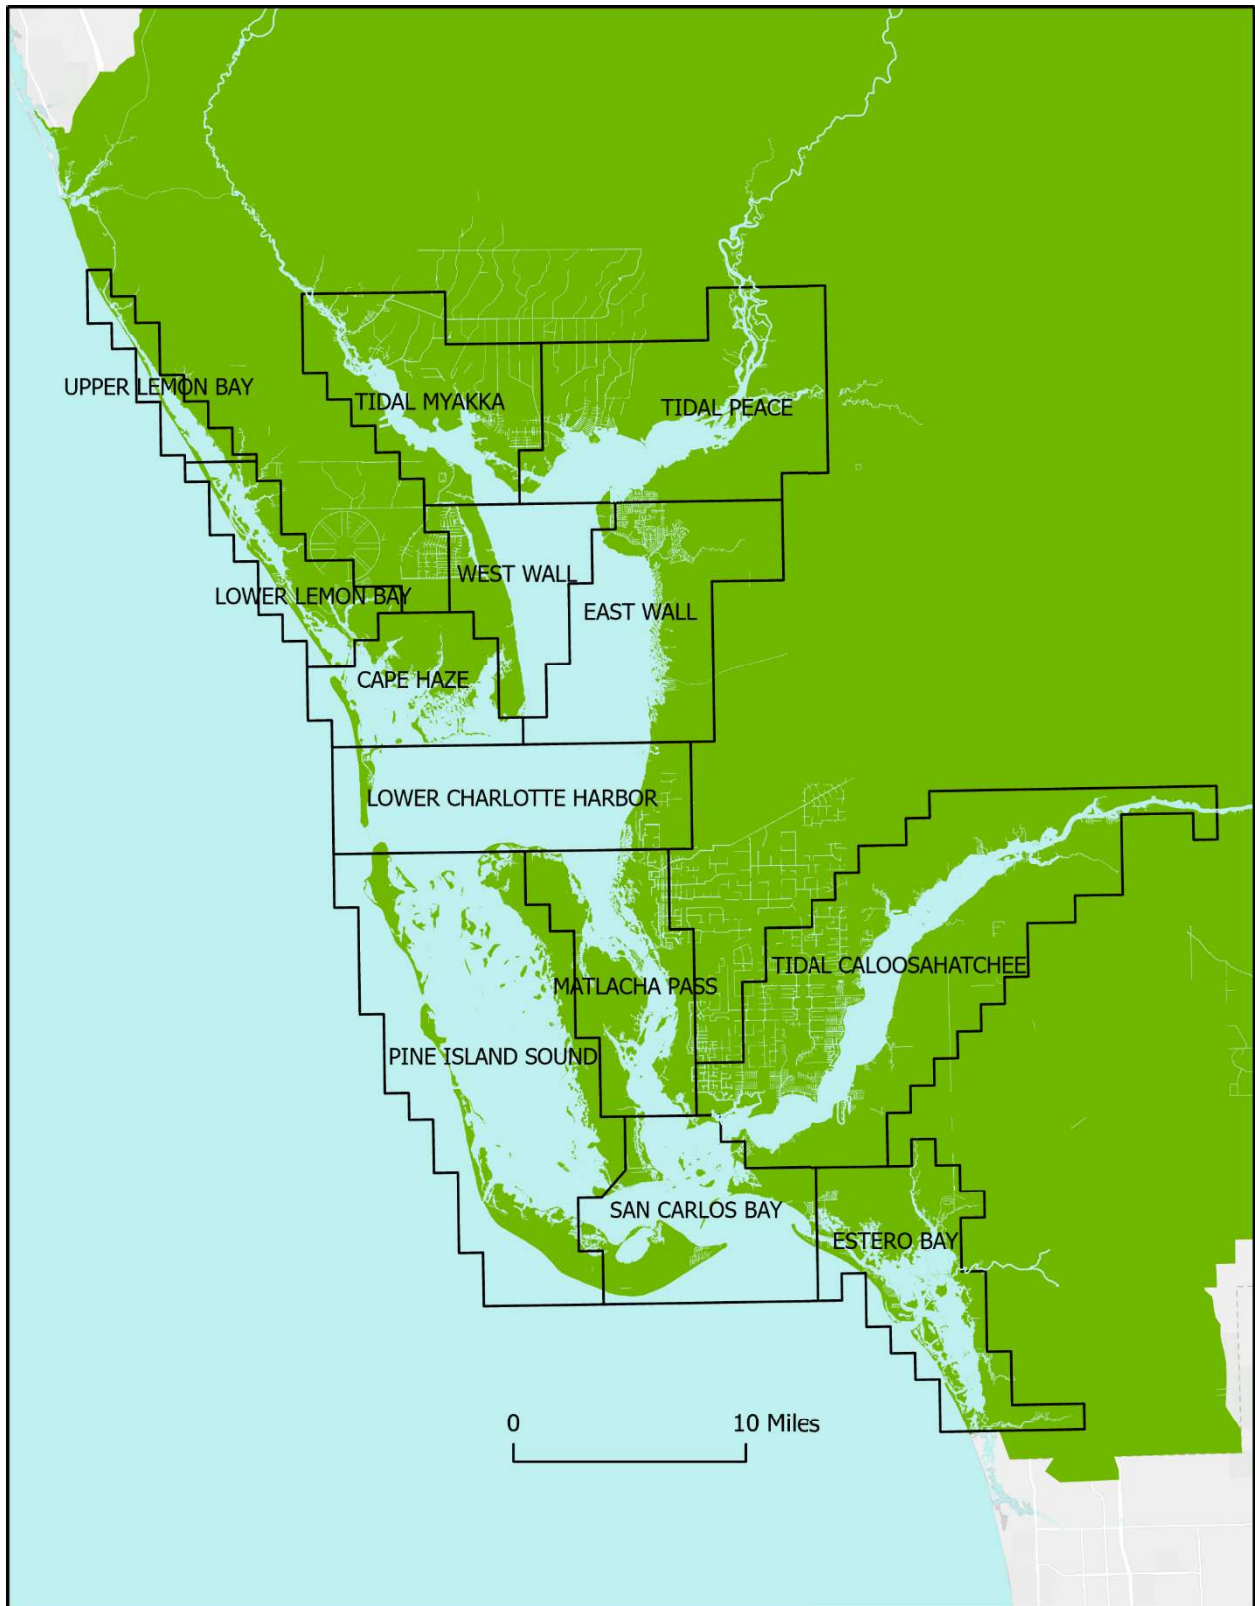 UPPER LEMON BAY
TIDAL MYAKKA
TIDAL PEACE
WEST WALL
LOWER LEMON BAY
EAST WALL
CAPE HAZE
LOWER CHARLOTTE HARBOR
TIDAL CALOOSAHATCHEE
MATLACHA PASS
PINE ISLAND SOUND
SAN CARLOS BAY
ESTERO BAY
0 10 Miles